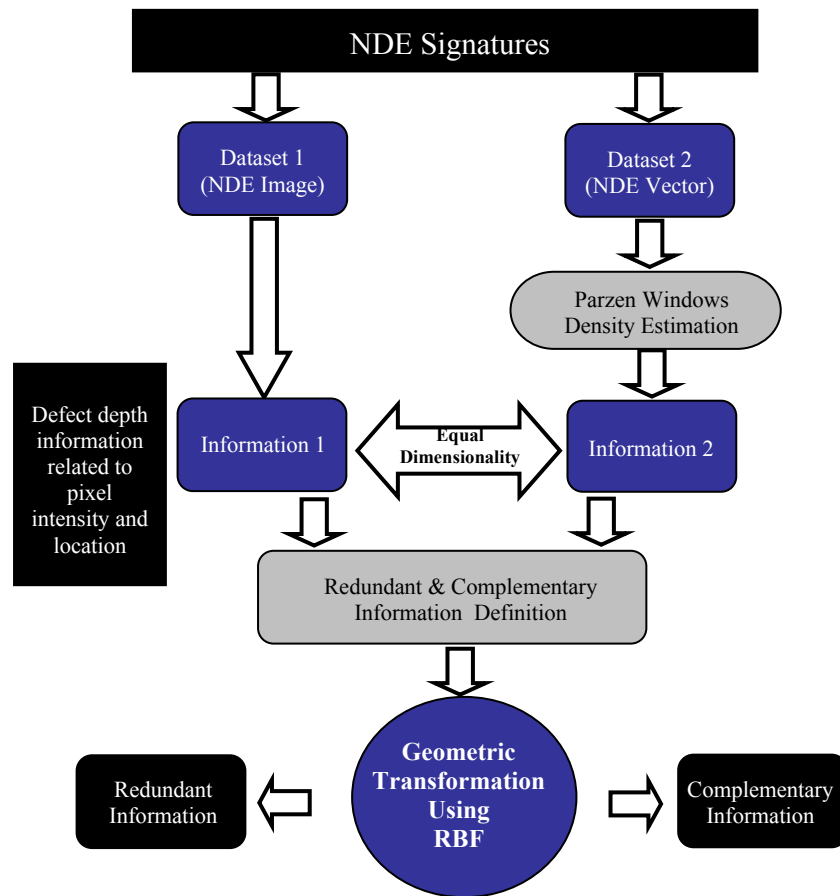 NDE Signatures
Dataset 1
(NDE Image)
Dataset 2
(NDE Vector)
Parzen Windows
Density Estimation
Defect depth
information
related to
pixel
intensity and
location
Information 1
Equal
Dimensionality
Information 2
Redundant & Complementary
Information Definition
Geometric
Transformation
Using
RBF
Redundant
Information
Complementary
Information